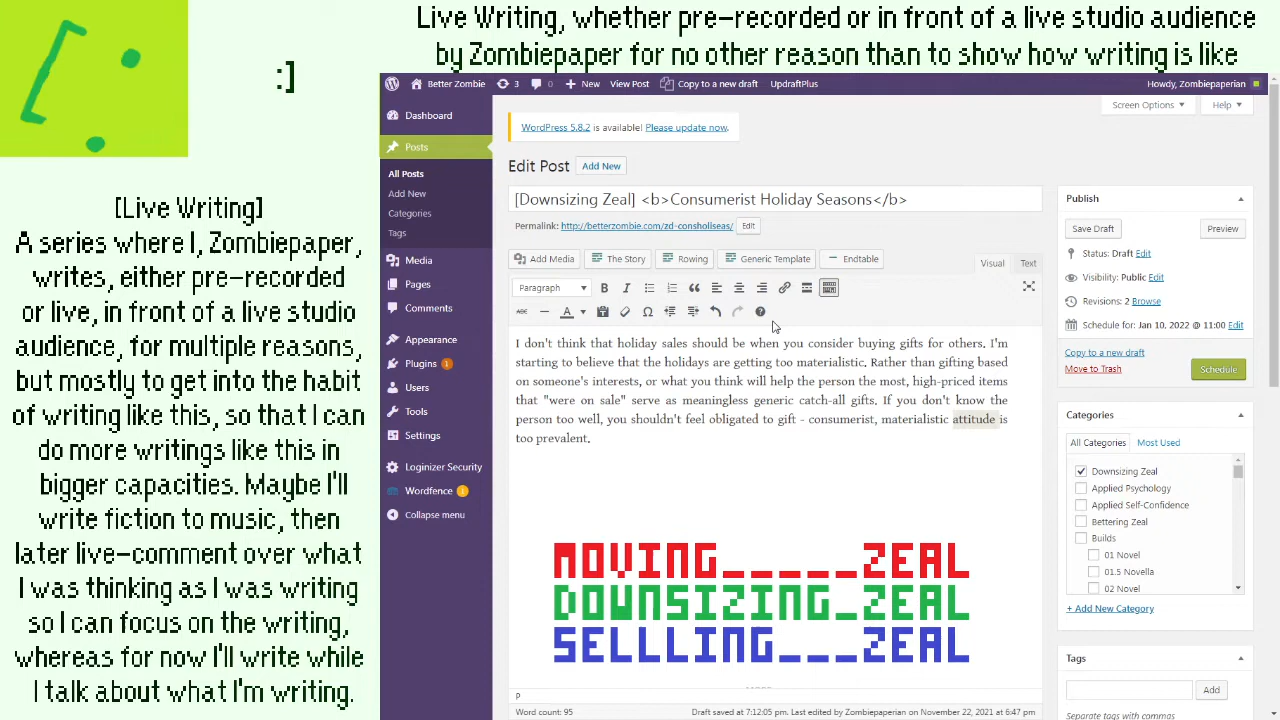 Live Writing, whether pre-recorded or in front of a live studio audience
by Zombiepaper for no other reason than to show how writing is like
:]
[Live Writing]
A series where I, Zombiepaper,
writes, either pre-recorded
or live, in front of a live studio
audience, for multiple reasons,
but mostly to get into the habit
of writing like this, so that I can
do more writings like this in
bigger capacities. Maybe I'll
write fiction to music, then
later live-comment over what
I was thinking as I was writing
so I can focus on the writing,
whereas for now I'll write while
I talk about what I'm writing.
Better Zombie 3 0 New View Post Copy to a new draft UpdraftPlus Howdy, Zombiepaperian
Dashboard
Posts
All Posts
Add New
Categories
Tags
Media
Pages
Comments
Appearance
Plugins 1
Users
Tools
Settings
Loginizer Security
Wordfence 1
Collapse menu
Screen Options Help
WordPress 5.8.2 is available! Please update now.
Edit Post Add New
[Downsizing Zeal] <b>Consumerist Holiday Seasons</b>
Permalink: http://betterzombie.com/zd-consholiseas/ Edit
Add Media The Story Rowing Generic Template Endtable
Visual Text
Paragraph B I
ABC A
I don't think that holiday sales should be when you consider buying gifts for others. I'm
starting to believe that the holidays are getting too materialistic. Rather than gifting based
on someone's interests, or what you think will help the person the most, high-priced items
that "were on sale" serve as meaningless generic catch-all gifts. If you don't know the
person too well, you shouldn't feel obligated to gift - consumerist, materialistic attitude is
too prevalent.
MOVING_____ZEAL
DOWNSIZING_ZEAL
SELLLING___ZEAL
P
Word count: 95 Draft saved at 7:12:05 pm. Last edited by Zombiepaperian on November 22, 2021 at 6:47 pm
Publish
Save Draft Preview
Status: Draft Edit
Visibility: Public Edit
Revisions: 2 Browse
Schedule for: Jan 10, 2022 @ 11:00 Edit
Copy to a new draft
Move to Trash
Schedule
Categories
All Categories Most Used
Downsizing Zeal
Applied Psychology
Applied Self-Confidence
Bettering Zeal
Builds
01 Novel
01.5 Novella
02 Novel
+ Add New Category
Tags
Add
Separate tags with commas